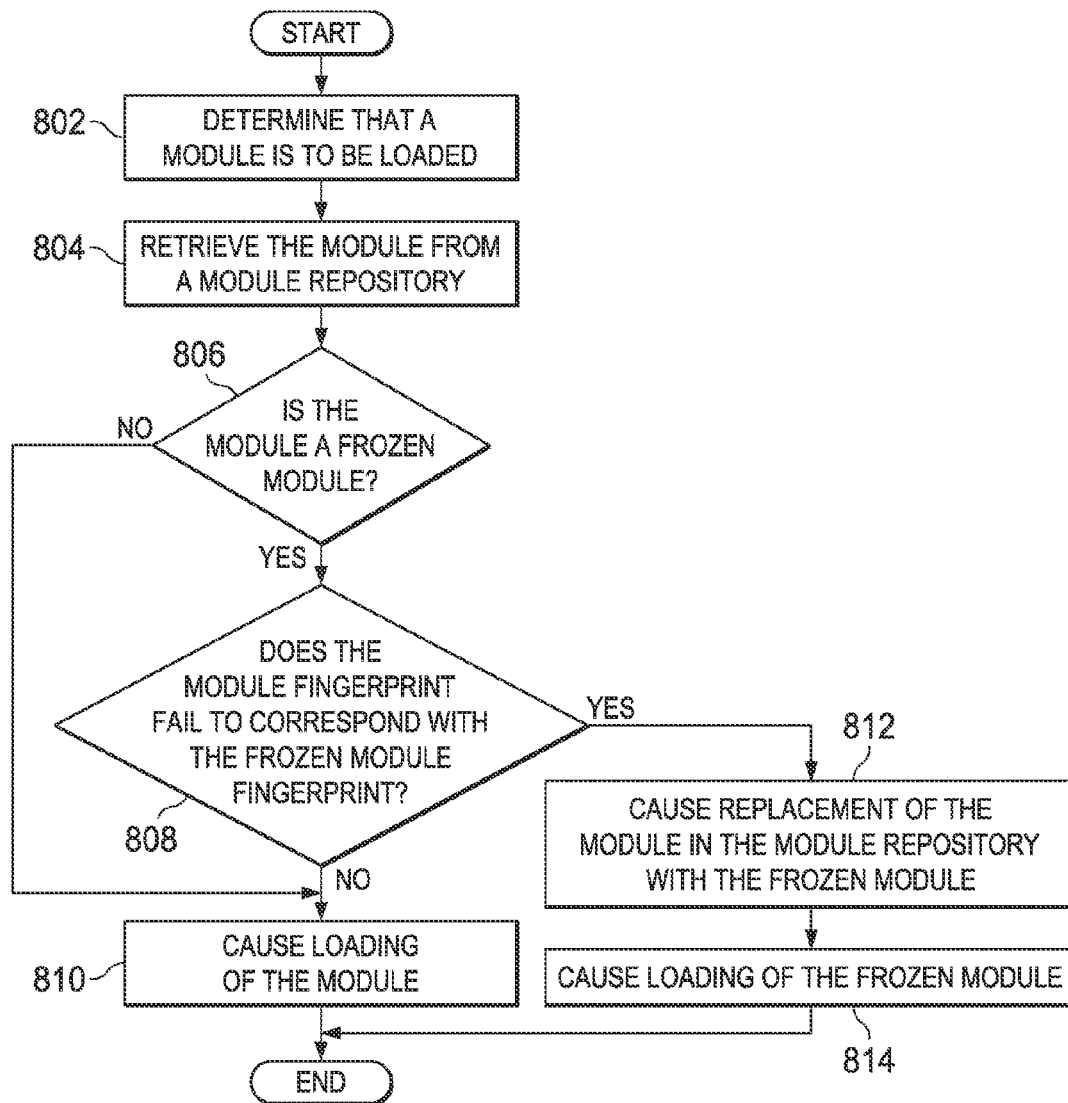 START
802
DETERMINE THAT A
MODULE IS TO BE LOADED
804
RETRIEVE THE MODULE FROM
A MODULE REPOSITORY
806
IS THE
MODULE A FROZEN
MODULE?
NO
YES
DOES THE
MODULE FINGERPRINT
FAIL TO CORRESPOND WITH
THE FROZEN MODULE
FINGERPRINT?
808
YES
NO
812
CAUSE REPLACEMENT OF THE
MODULE IN THE MODULE REPOSITORY
WITH THE FROZEN MODULE
810
CAUSE LOADING
OF THE MODULE
CAUSE LOADING OF THE FROZEN MODULE
814
END